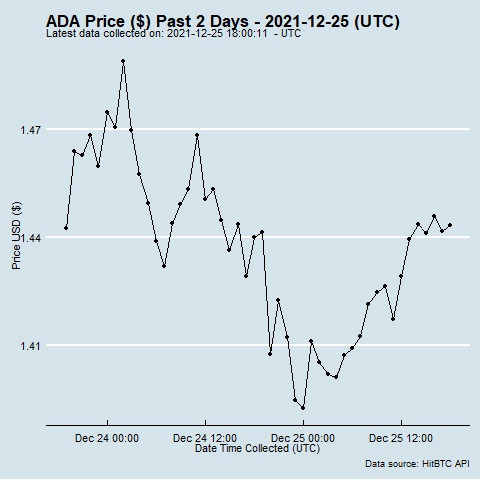 ADA Price ($) Past 2 Days - 2021-12-25 (UTC)
Latest data collected on: 2021-12-25 18:00:11 - UTC
1.47
1.44
1.41
Price USD ($)
Dec 24 00:00 Dec 24 12:00 Dec 25 00:00 Dec 25 12:00
Date Time Collected (UTC)
Data source: HitBTC API